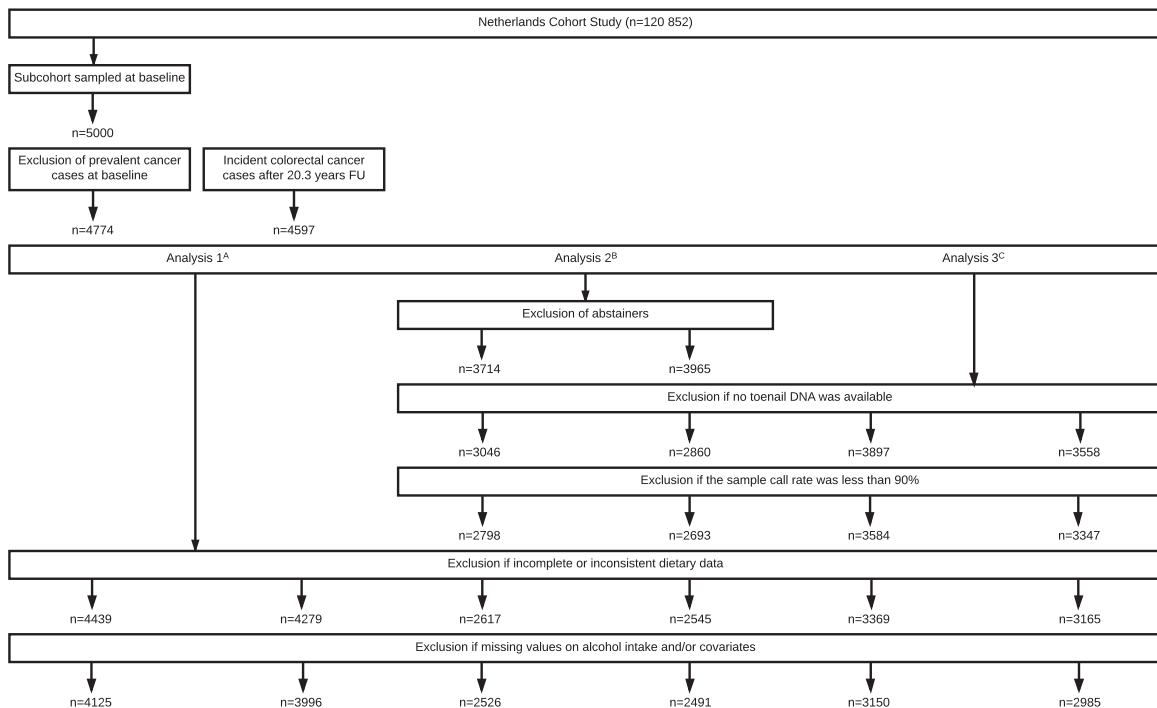 Netherlands Cohort Study (n=120 852)
Subcohort sampled at baseline
n=5000
Exclusion of prevalent cancer
cases at baseline
Incident colorectal cancer
cases after 20.3 years FU
n=4774
n=4597
Analysis 1ᴬ
Analysis 2ᴮ
Analysis 3ᶜ
Exclusion of abstainers
n=3714
n=3965
Exclusion if no toenail DNA was available
n=3046
n=2860
n=3897
n=3558
Exclusion if the sample call rate was less than 90%
n=2798
n=2693
n=3584
n=3347
Exclusion if incomplete or inconsistent dietary data
n=4439
n=4279
n=2617
n=2545
n=3369
n=3165
Exclusion if missing values on alcohol intake and/or covariates
n=4125
n=3996
n=2526
n=2491
n=3150
n=2985